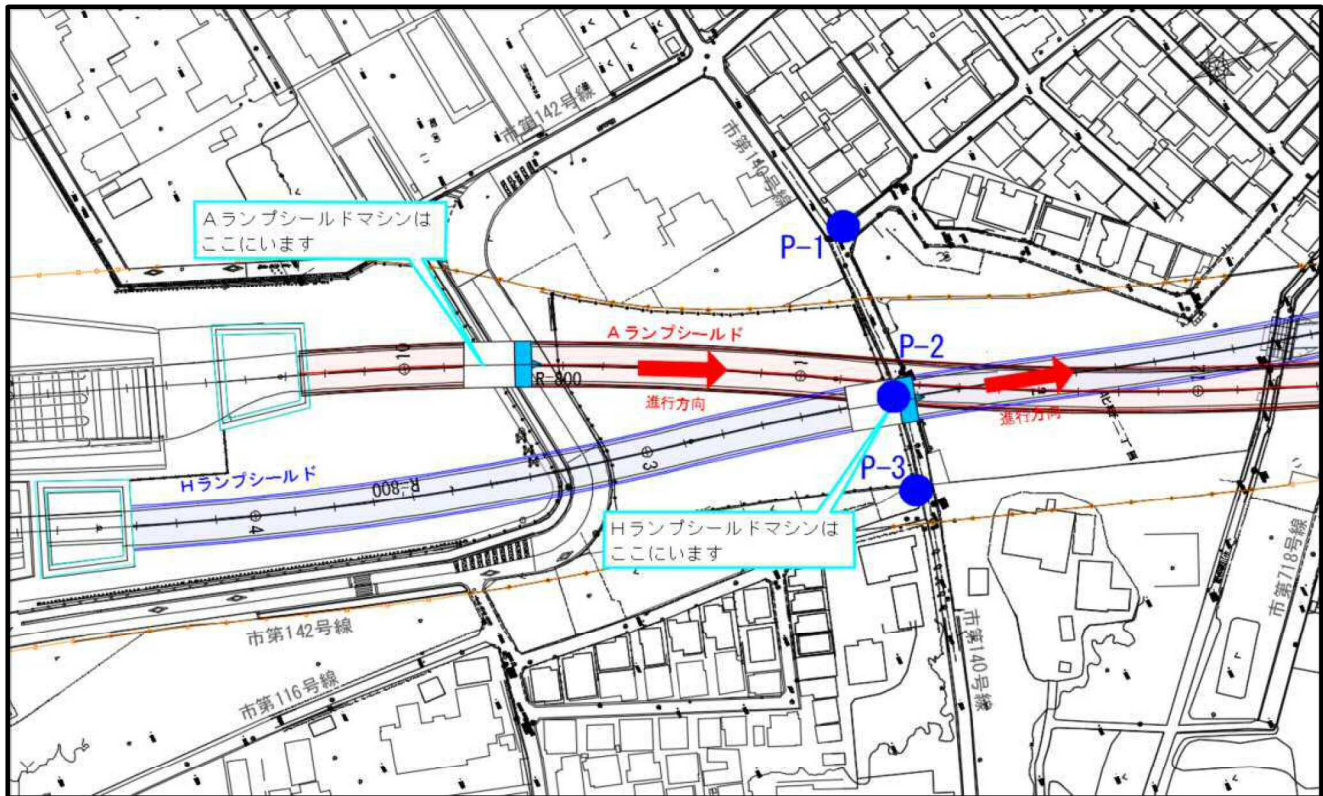 市第142号線
市第140号線
Aランプシールドマシンは
ここにいます
P-1
Aランプシールド
P-2
10
R-800
11
12
進行方向
進行方向
Hランプシールド
3
P-3
R-800
4
Hランプシールドマシンは
ここにいます
市第718号線
市第142号線
市第116号線
市第140号線